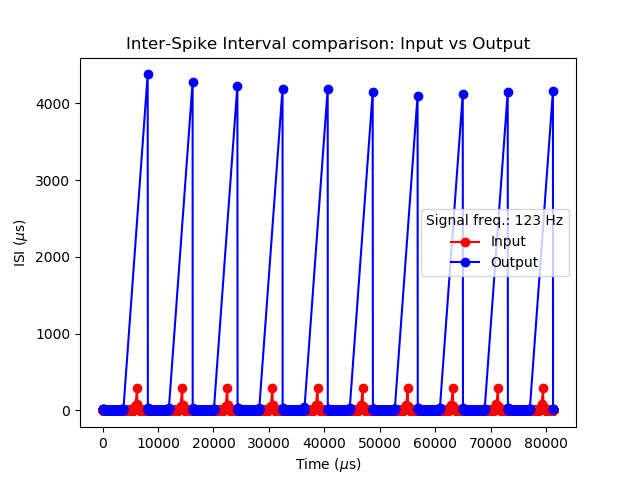 Inter-Spike Interval comparison: Input vs Output
ISI (μs)
4000
3000
2000
1000
0
Signal freq.: 123 Hz
Input
Output
0 10000 20000 30000 40000 50000 60000 70000 80000
Time (μs)